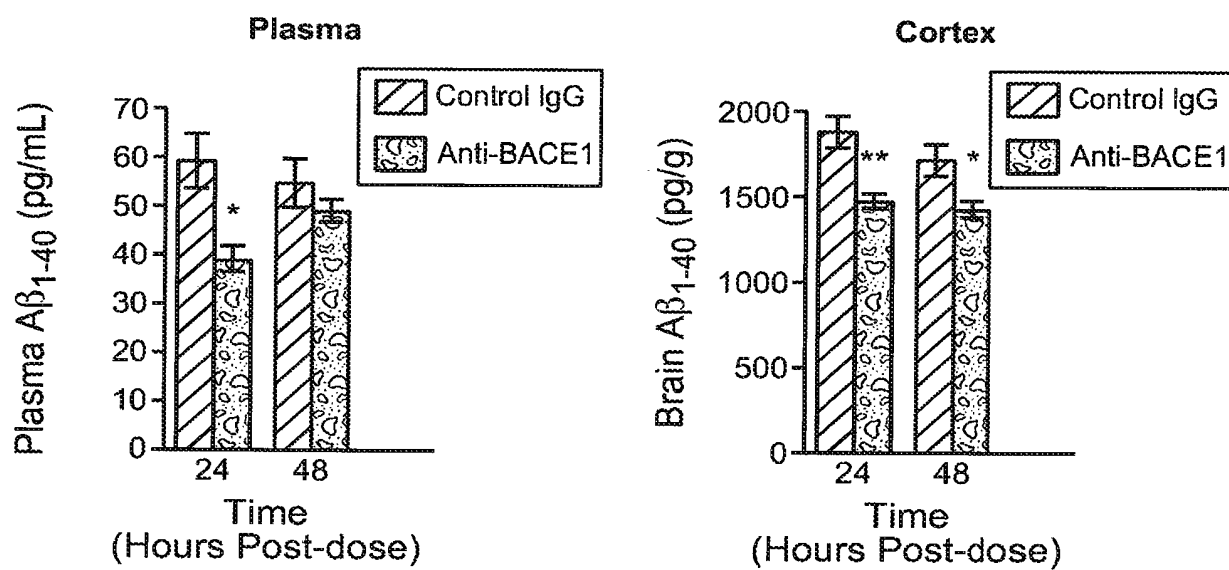 Plasma
Control IgG
Anti-BACE1
Plasma Aβ1-40 (pg/mL)
70
60
50
40
30
20
10
0
*
24
48
Time
(Hours Post-dose)
Cortex
Control IgG
Anti-BACE1
Brain Aβ1-40 (pg/g)
2000
1500
1000
500
0
**
*
24
48
Time
(Hours Post-dose)